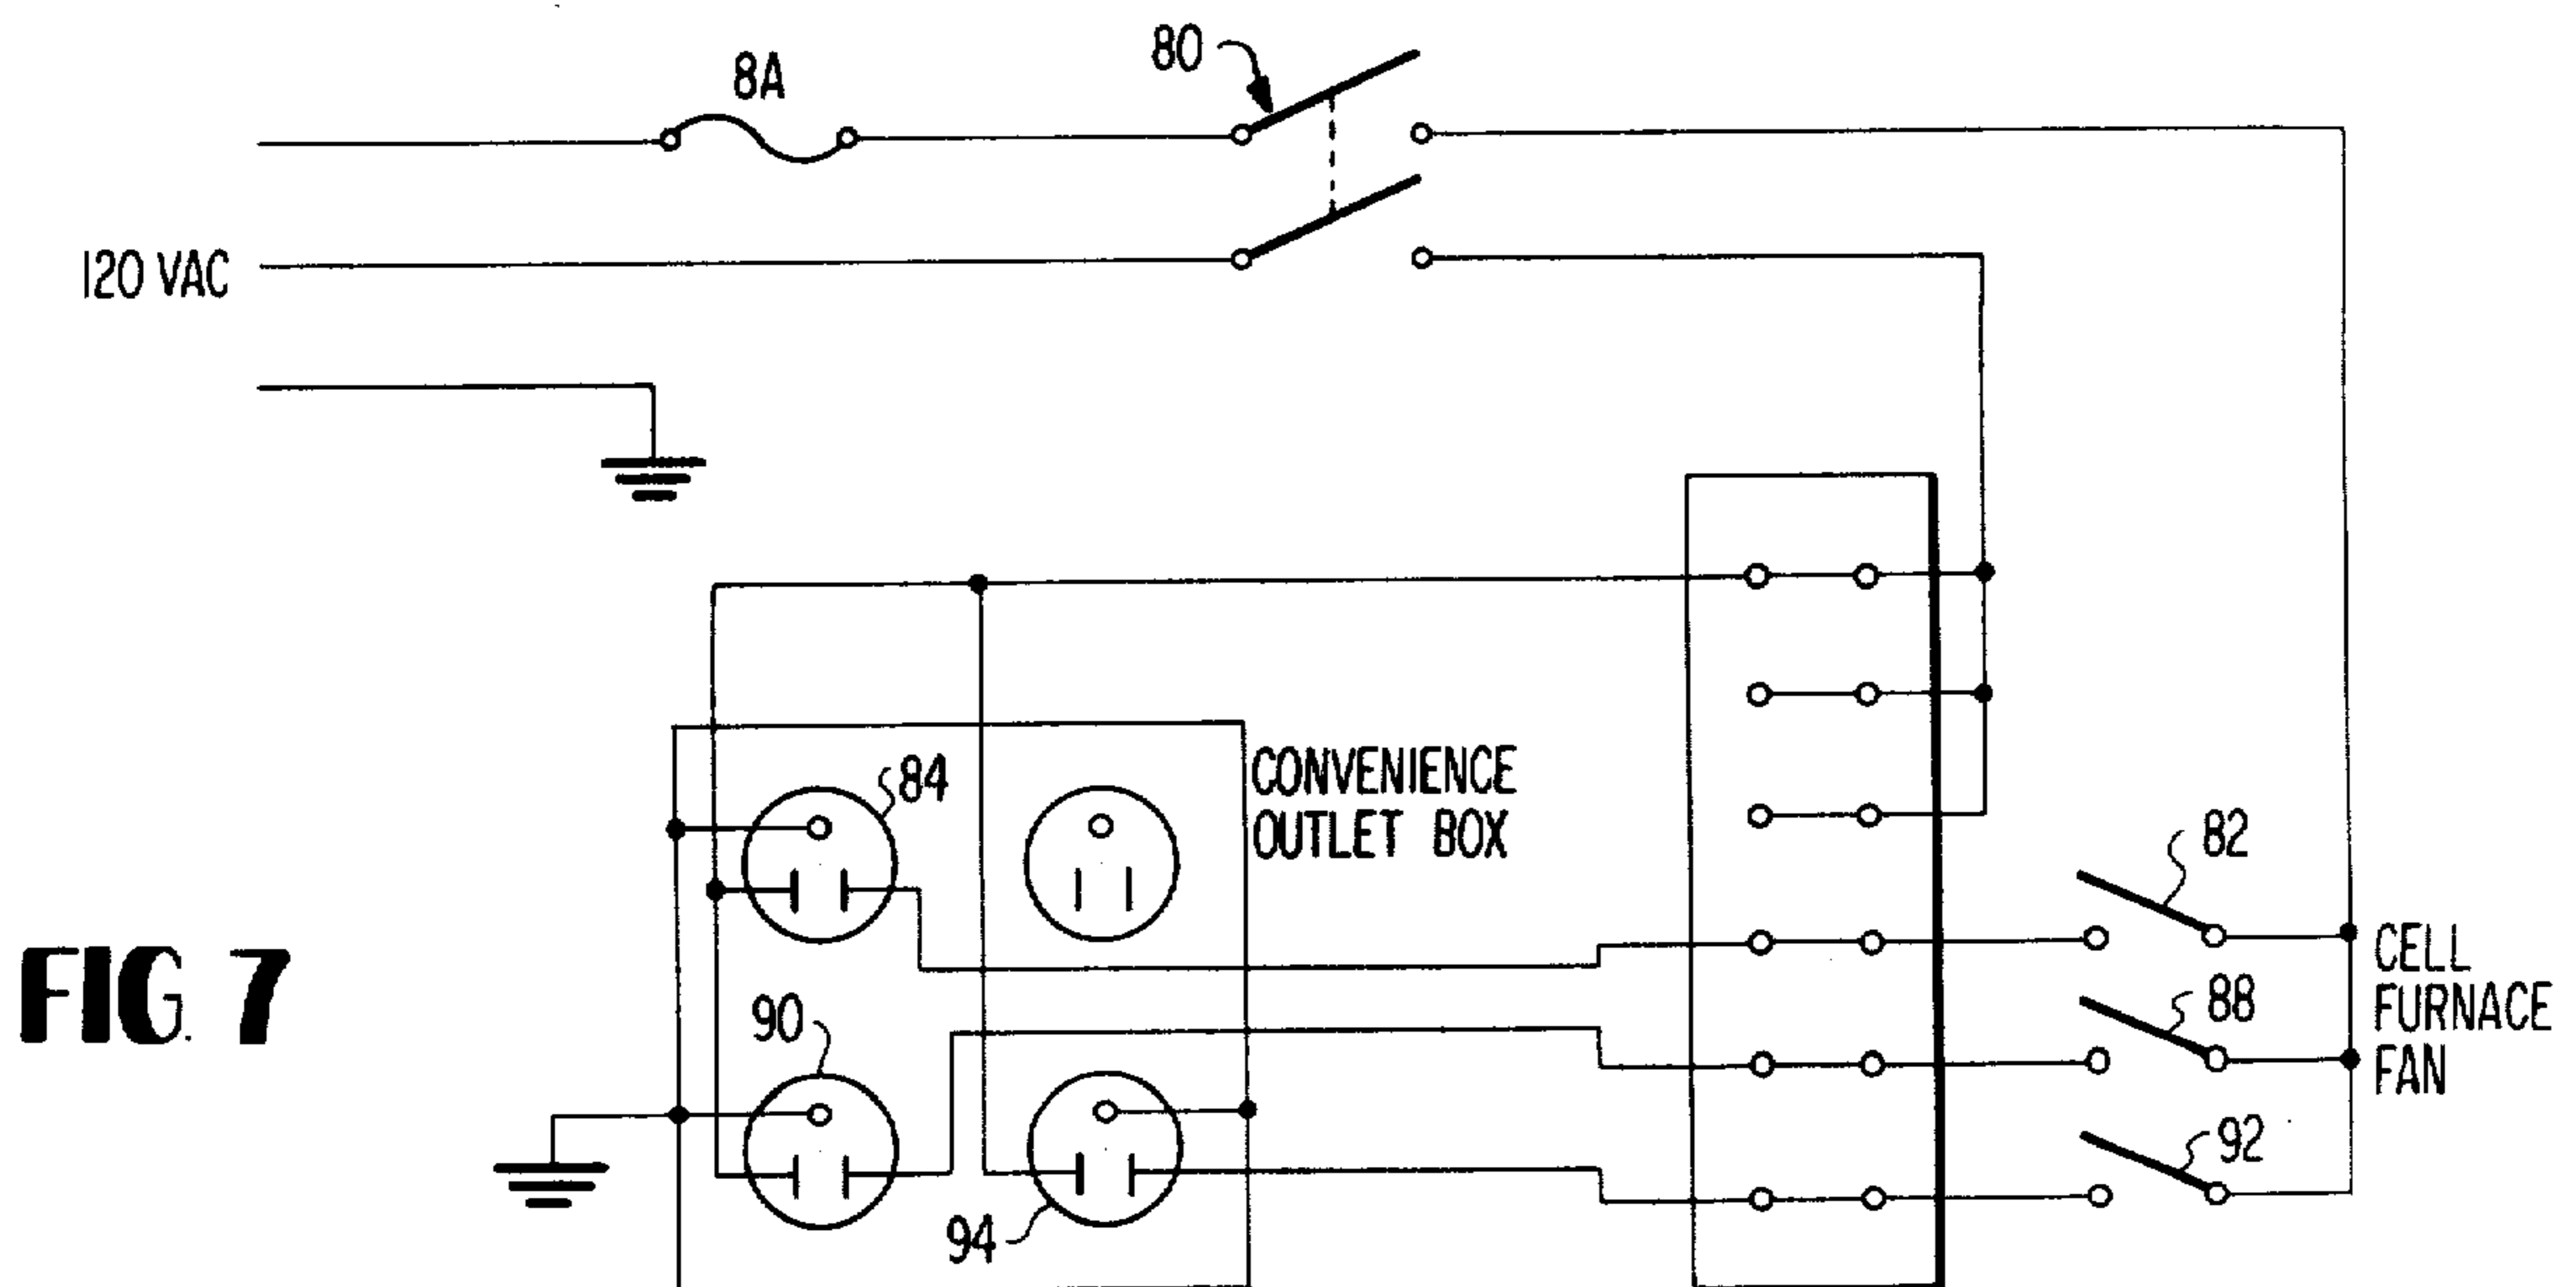 8A
80
120 VAC
84
CONVENIENCE
OUTLET BOX
82
FIG. 7
CELL
FURNACE
FAN
90
88
92
94